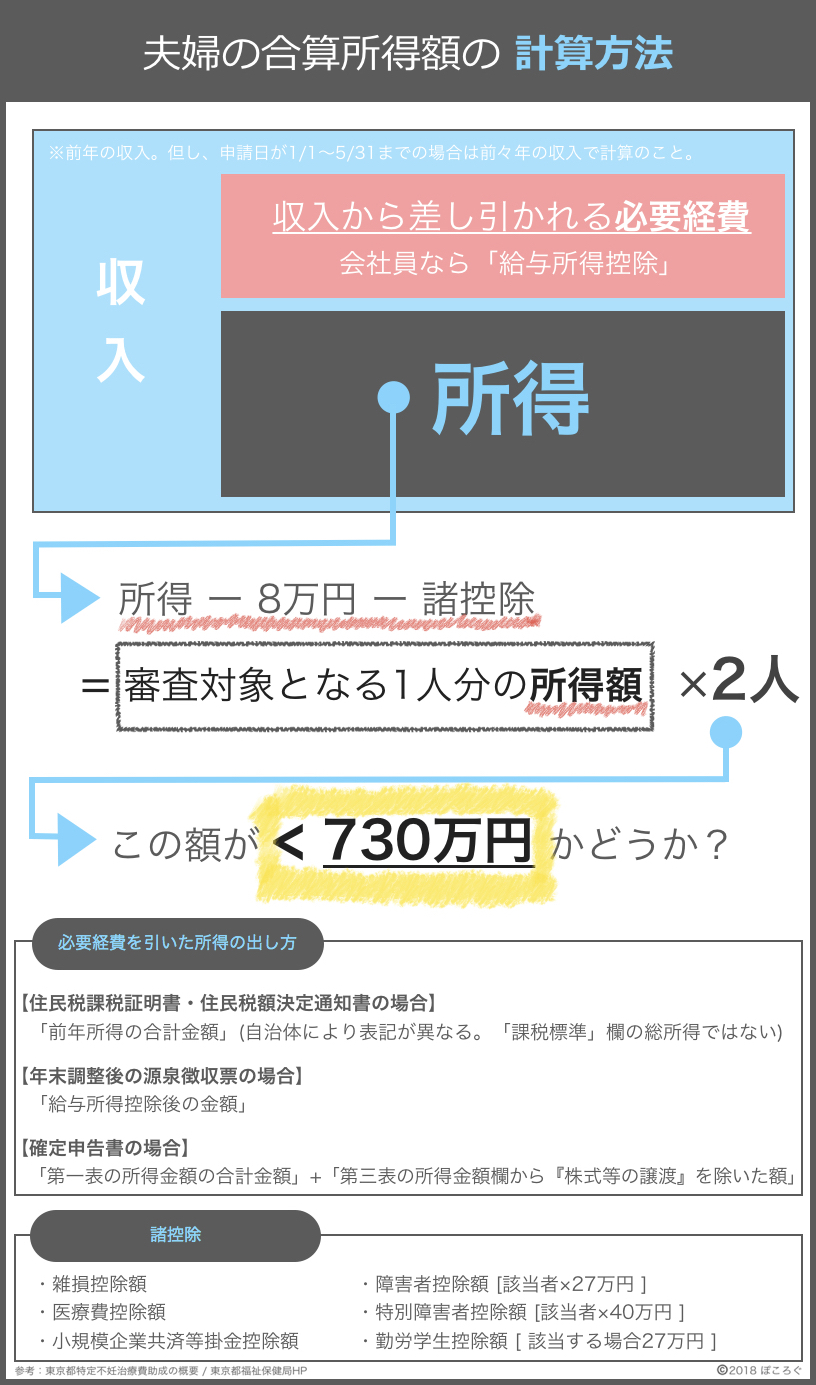 夫婦の合算所得額の 計算方法
※前年の収入。但し、申請日が1/1〜5/31までの場合は前々年の収入で計算のこと。
収入
収入から差し引かれる必要経費
会社員なら「給与所得控除」
所得
所得 ー 8万円 ー 諸控除
= 審査対象となる1人分の所得額 ×2人
この額が < 730万円 かどうか？
必要経費を引いた所得の出し方
【住民税課税証明書・住民税額決定通知書の場合】
「前年所得の合計金額」(自治体により表記が異なる。「課税標準」欄の総所得ではない)
【年末調整後の源泉徴収票の場合】
「給与所得控除後の金額」
【確定申告書の場合】
「第一表の所得金額の合計金額」+「第三表の所得金額欄から『株式等の譲渡』を除いた額」
諸控除
・雑損控除額
・医療費控除額
・小規模企業共済等掛金控除額
・障害者控除額 [該当者×27万円 ]
・特別障害者控除額 [該当者×40万円 ]
・勤労学生控除額 [ 該当する場合27万円 ]
参考：東京都特定不妊治療費助成の概要 / 東京都福祉保健局HP
©2018 ぽころぐ